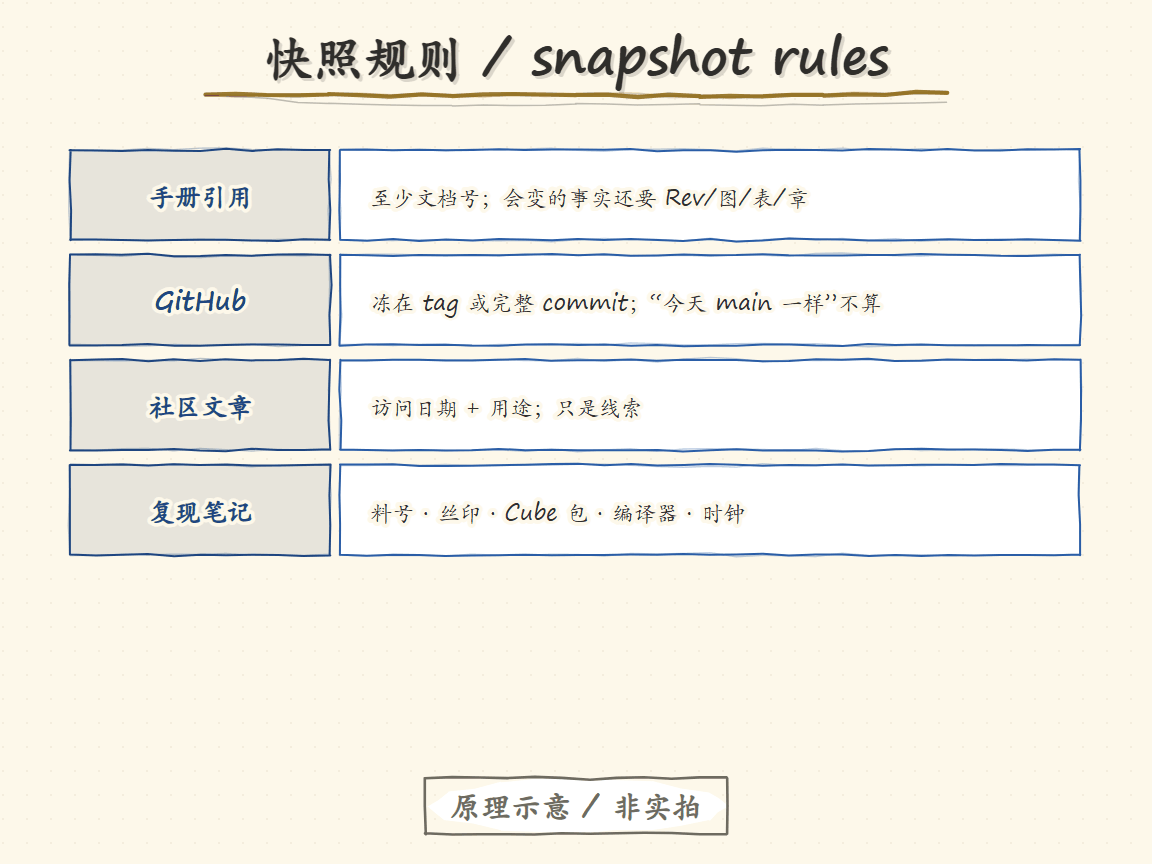 快照规则 / snapshot rules
手册引用
至少文档号；会变的事实还要 Rev/图/表/章
GitHub
冻在 tag 或完整 commit；“今天 main 一样”不算
社区文章
访问日期 + 用途；只是线索
复现笔记
料号 · 丝印 · Cube 包 · 编译器 · 时钟
原理示意 / 非实拍